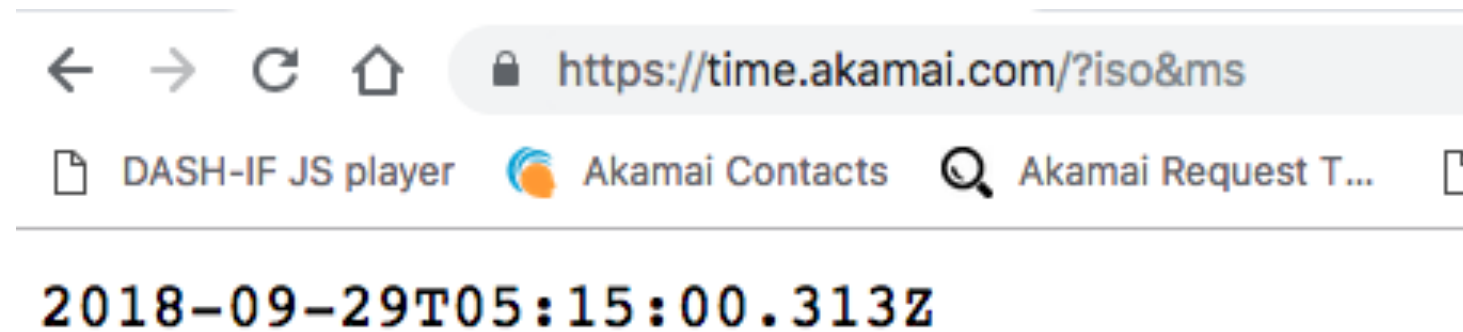 https://time.akamai.com/?iso&ms
DASH-IF JS player Akamai Contacts Akamai Request T...
2018-09-29T05:15:00.313Z